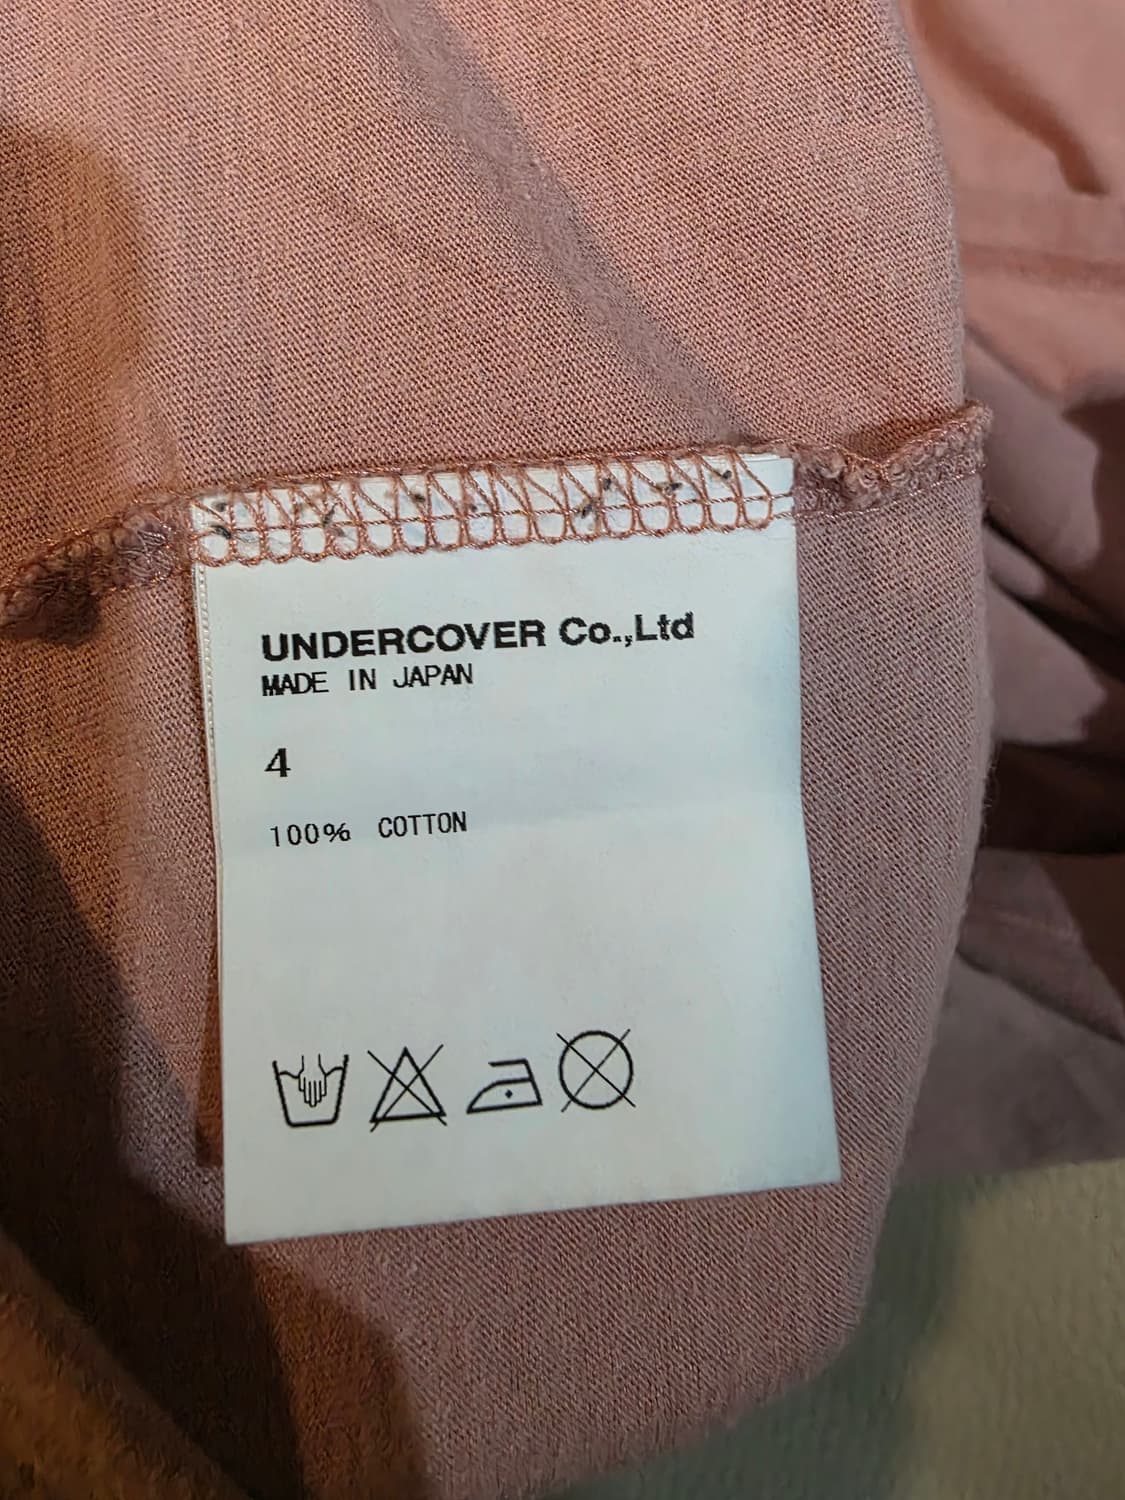 UNDERCOVER Co.,Ltd
MADE IN JAPAN
4
100% COTTON